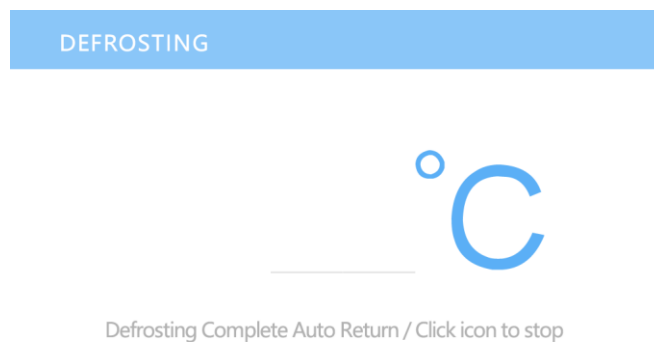 DEFROSTING
°C
Defrosting Complete Auto Return / Click icon to stop